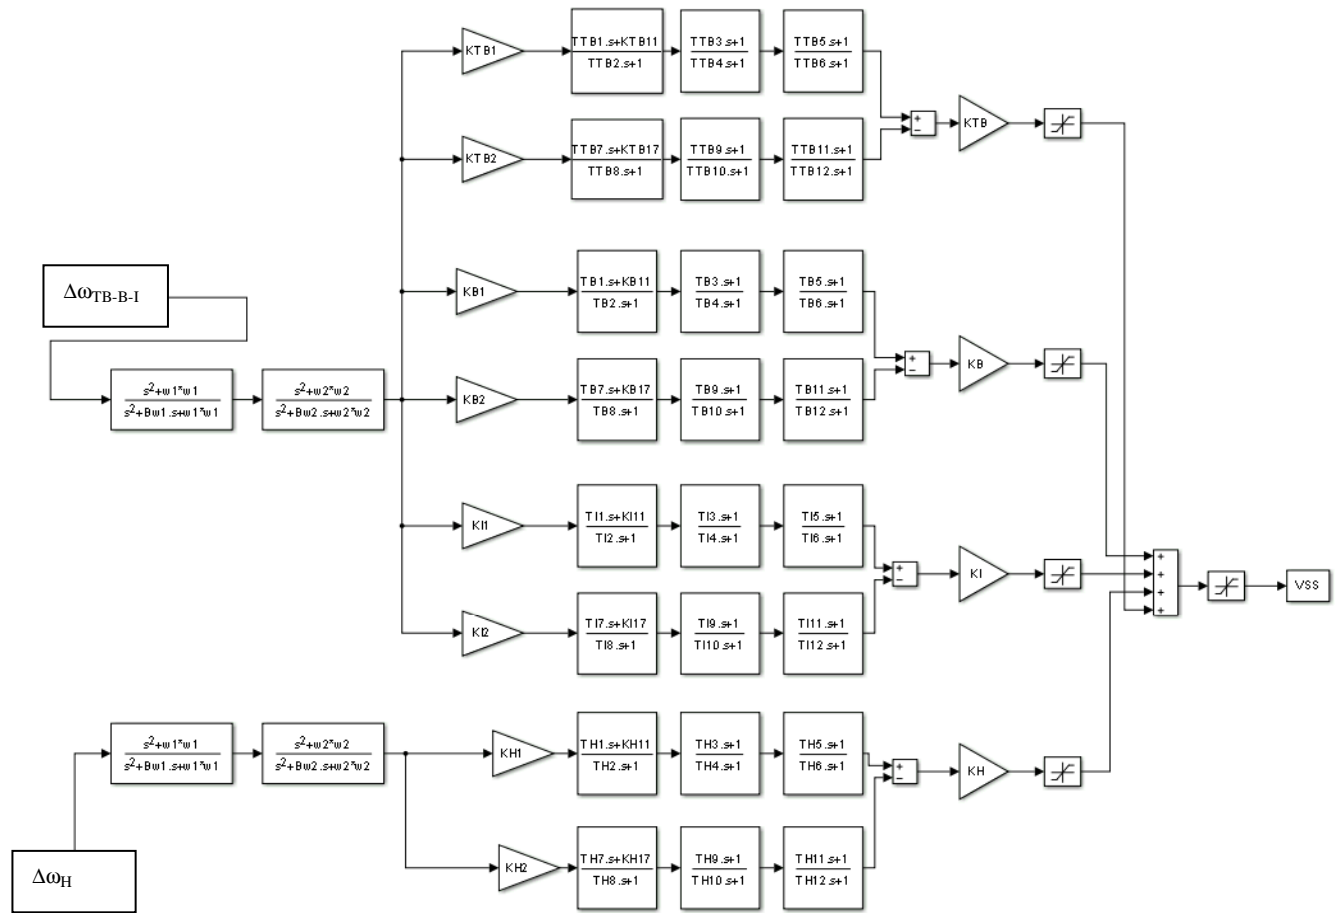 KTB1
TTB1.s+KTB11
TTB2.s+1
TTB3.s+1
TTB4.s+1
TTB5.s+1
TTB6.s+1
KTB2
TTB7.s+KTB17
TTB8.s+1
TTB9.s+1
TTB10.s+1
TTB11.s+1
TTB12.s+1
+
−
KTB
ΔωTB-B-I
s²+w1*w1
s²+Bw1.s+w1*w1
s²+w2*w2
s²+Bw2.s+w2*w2
KB1
TB1.s+KB11
TB2.s+1
TB3.s+1
TB4.s+1
TB5.s+1
TB6.s+1
KB2
TB7.s+KB17
TB8.s+1
TB9.s+1
TB10.s+1
TB11.s+1
TB12.s+1
+
−
KB
KI1
TI1.s+KI11
TI2.s+1
TI3.s+1
TI4.s+1
TI5.s+1
TI6.s+1
KI2
TI7.s+KI17
TI8.s+1
TI9.s+1
TI10.s+1
TI11.s+1
TI12.s+1
+
−
KI
+
+
+
+
VSS
s²+w1*w1
s²+Bw1.s+w1*w1
s²+w2*w2
s²+Bw2.s+w2*w2
KH1
TH1.s+KH11
TH2.s+1
TH3.s+1
TH4.s+1
TH5.s+1
TH6.s+1
+
−
KH
ΔωH
KH2
TH7.s+KH17
TH8.s+1
TH9.s+1
TH10.s+1
TH11.s+1
TH12.s+1